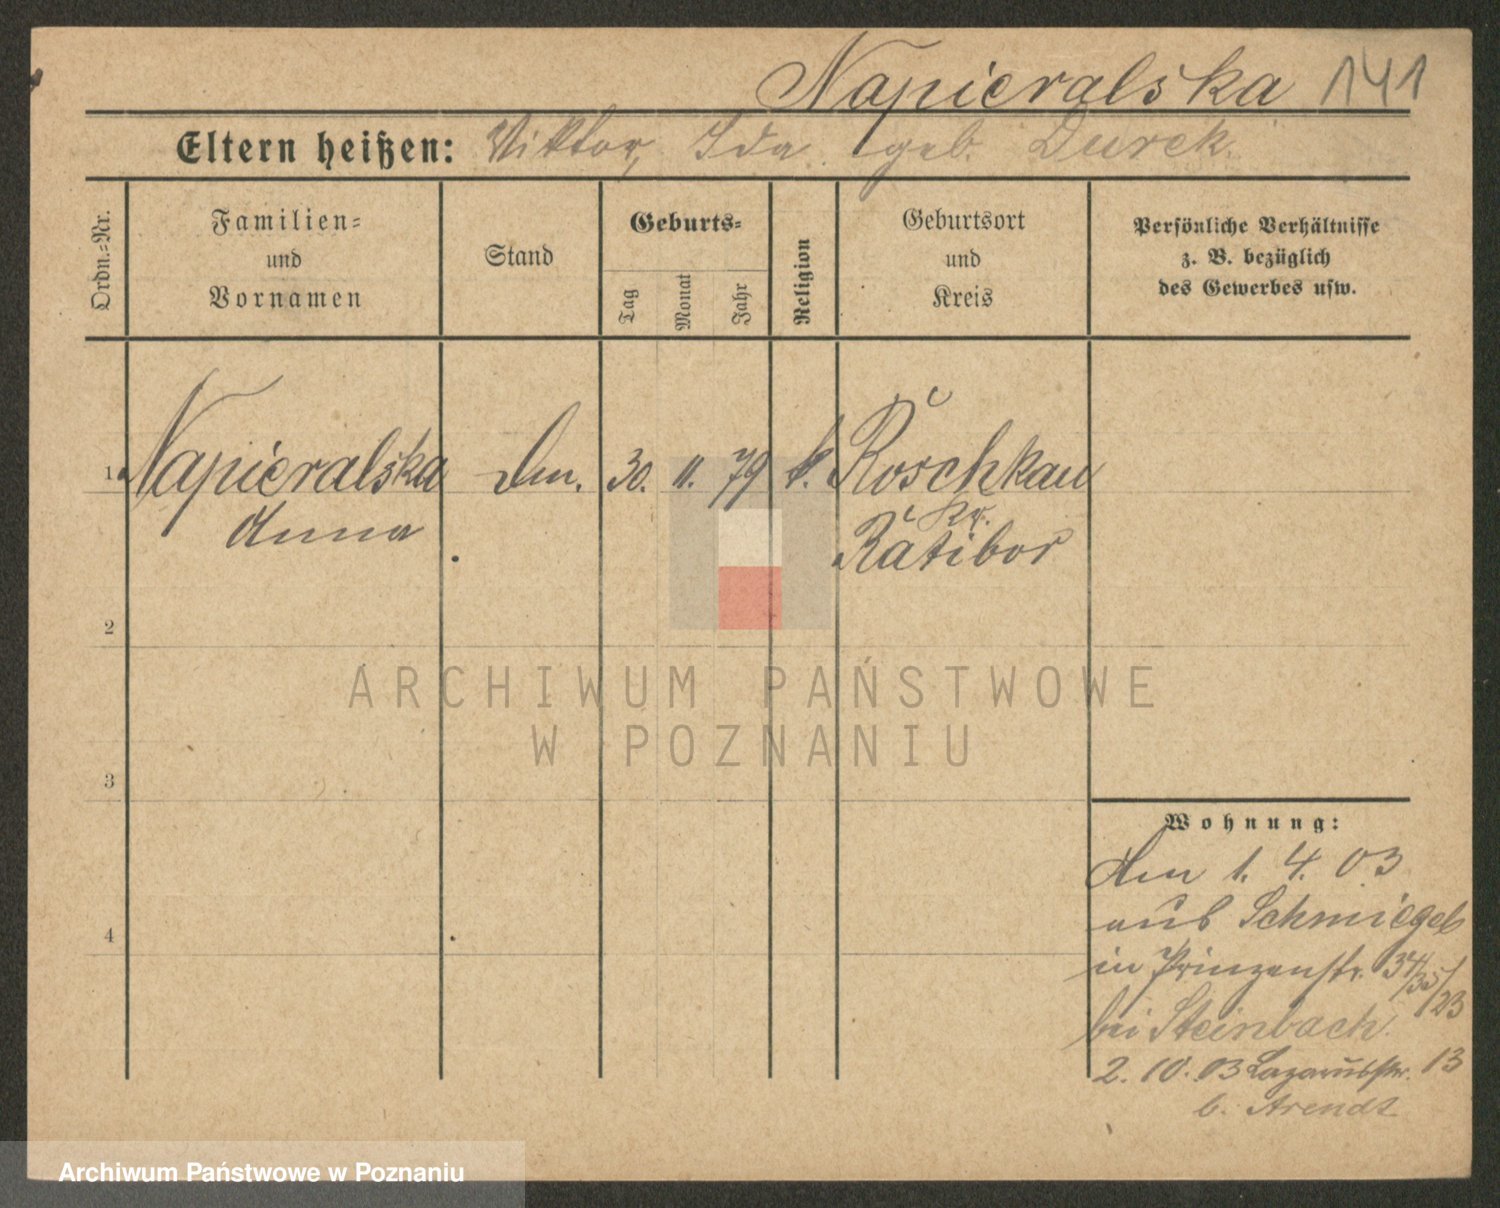 Napieralska 141
Eltern heißen: Viktor, Ida geb. Durek.
Ordn.-Nr.
Familien-
und
Vornamen
Stand
Geburts-
Tag
Monat
Jahr
Religion
Geburtsort
und
Kreis
Persönliche Verhältnisse
z. B. bezüglich
des Gewerbes usw.
1. Napieralska 30. 11. 79 k. Roschkau
Anna Kr.
Ratibor
2
3
4
Wohnung:
Am 1. 4. 03
aus Schmiegel
in Prinzenstr. 34/35/23
bei Steinbach.
2. 10. 03 Lazarusstr. 13
b. Arendt
ARCHIWUM PAŃSTWOWE
W POZNANIU
Archiwum Państwowe w Poznaniu